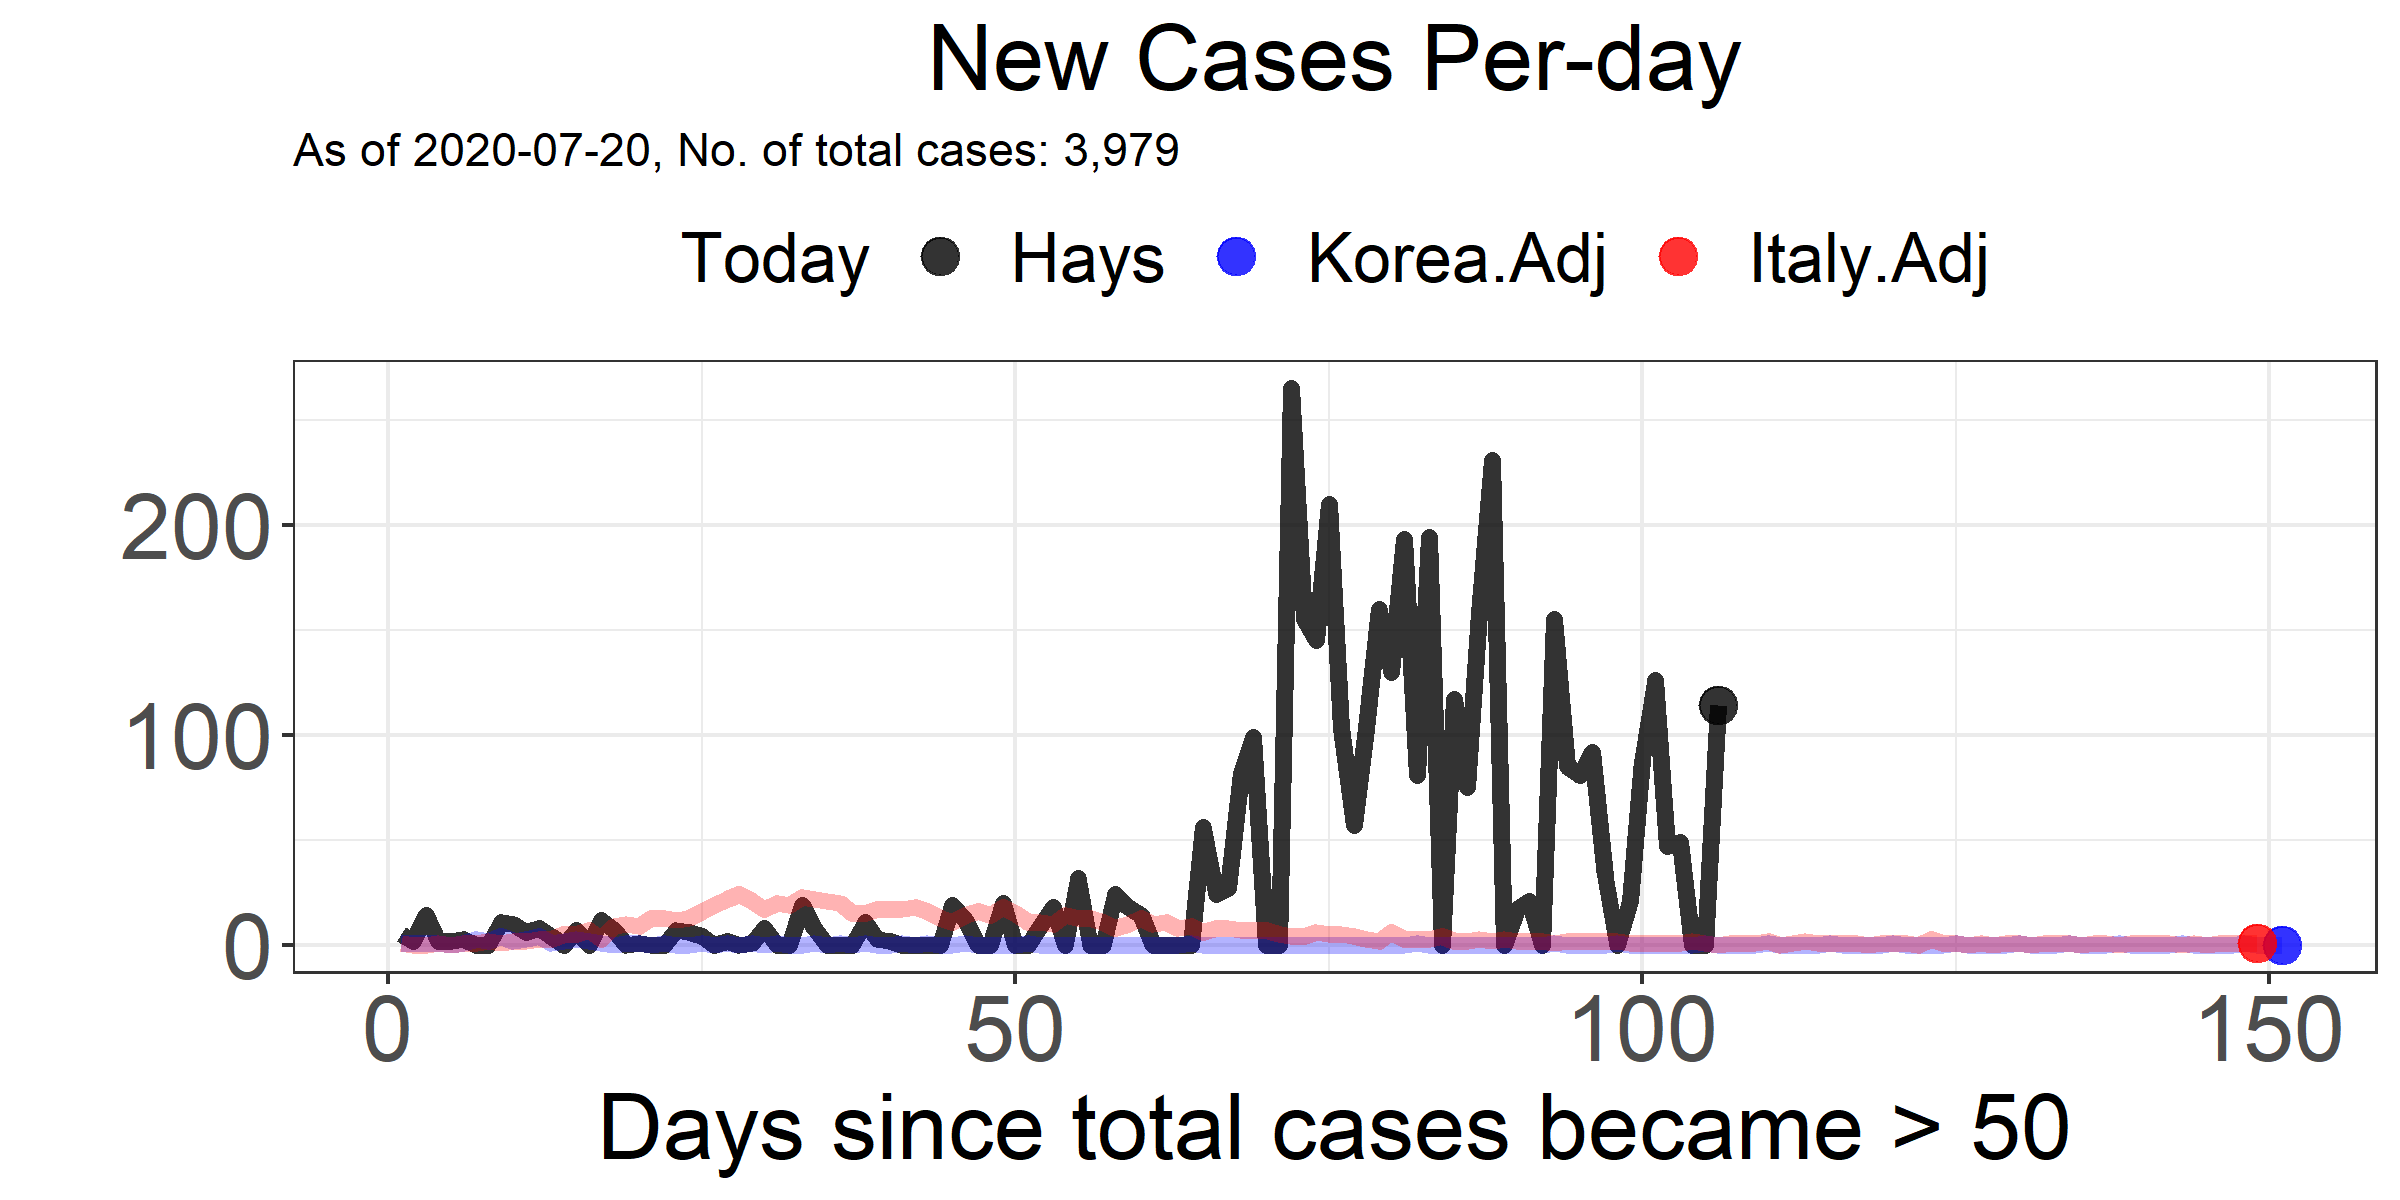 New Cases Per-day
As of 2020-07-20, No. of total cases: 3,979
Today Hays Korea.Adj Italy.Adj
200
100
0
0 50 100 150
Days since total cases became > 50